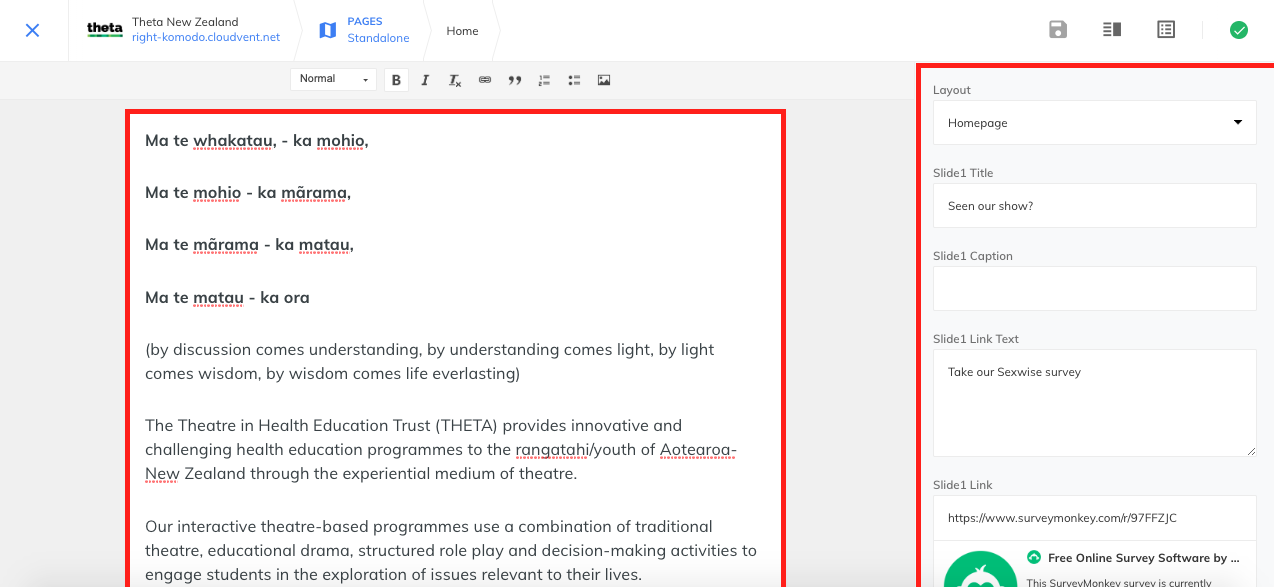 theta
Theta New Zealand
right-komodo.cloudvent.net
PAGES
Standalone
Home
Normal
B I Tx
Ma te whakatau, - ka mohio,
Ma te mohio - ka mãrama,
Ma te mãrama - ka matau,
Ma te matau - ka ora
(by discussion comes understanding, by understanding comes light, by light
comes wisdom, by wisdom comes life everlasting)
The Theatre in Health Education Trust (THETA) provides innovative and
challenging health education programmes to the rangatahi/youth of Aotearoa-
New Zealand through the experiential medium of theatre.
Our interactive theatre-based programmes use a combination of traditional
theatre, educational drama, structured role play and decision-making activities to
engage students in the exploration of issues relevant to their lives.
Layout
Homepage
Slide1 Title
Seen our show?
Slide1 Caption
Slide1 Link Text
Take our Sexwise survey
Slide1 Link
https://www.surveymonkey.com/r/97FFZJC
Free Online Survey Software by ...
This SurveyMonkey survey is currently